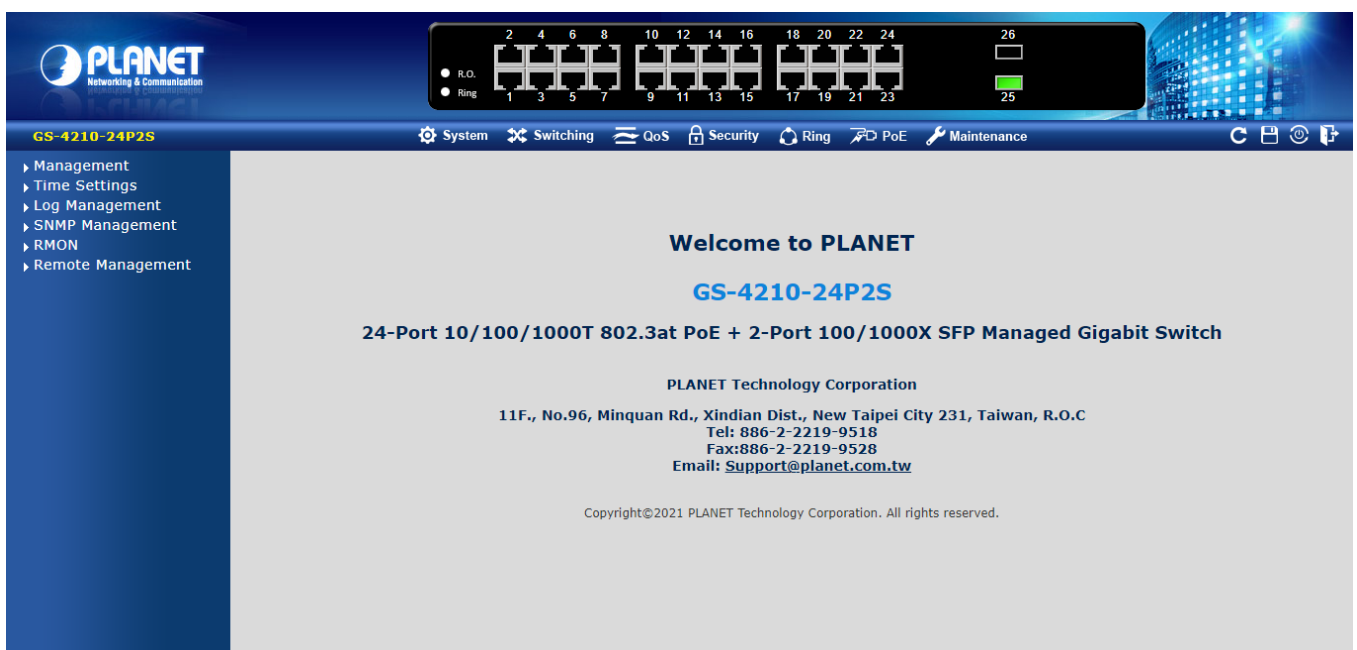 PLANET
Networking & Communication
2 4 6 8 10 12 14 16 18 20 22 24 26
R.O.
Ring
1 3 5 7 9 11 13 15 17 19 21 23 25
GS-4210-24P2S
System Switching QoS Security Ring PoE Maintenance
Management
Time Settings
Log Management
SNMP Management
RMON
Remote Management
Welcome to PLANET
GS-4210-24P2S
24-Port 10/100/1000T 802.3at PoE + 2-Port 100/1000X SFP Managed Gigabit Switch
PLANET Technology Corporation
11F., No.96, Minquan Rd., Xindian Dist., New Taipei City 231, Taiwan, R.O.C
Tel: 886-2-2219-9518
Fax:886-2-2219-9528
Email: Support@planet.com.tw
Copyright©2021 PLANET Technology Corporation. All rights reserved.